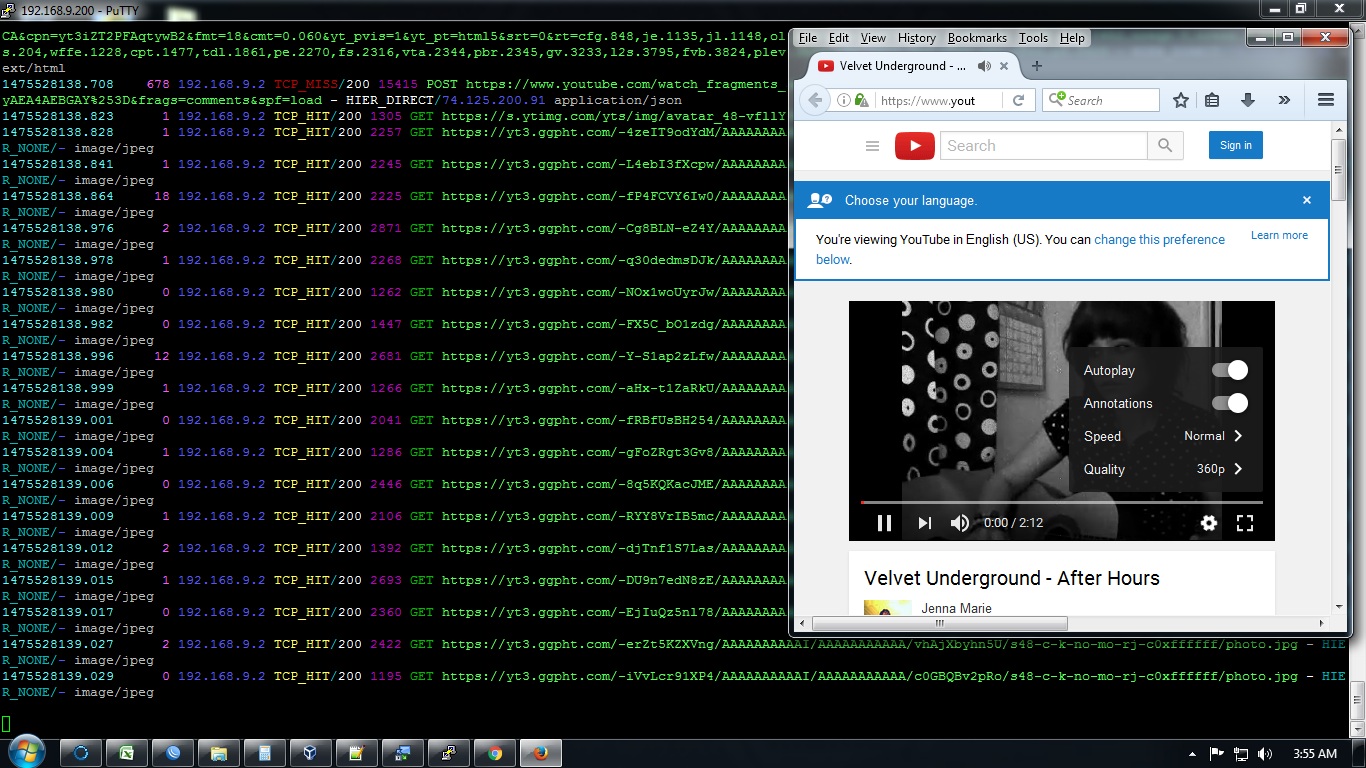 192.168.9.200 - PuTTY
CA&cpn=yt3iZT2PFAqtywB2&fmt=18&cmt=0.060&yt_pvis=1&yt_pt=html5&srt=0&rt=cfg.848,je.1135,jl.1148,ol
s.204,wffe.1228,cpt.1477,tdl.1861,pe.2270,fs.2316,vta.2344,pbr.2345,gv.3233,l2s.3795,fvb.3824,plev
ext/html
1475528138.708 678 192.168.9.2 TCP_MISS/200 15415 POST https://www.youtube.com/watch_fragments_
yAEA4AEBGAY%253D&frags=comments&spf=load - HIER_DIRECT/74.125.200.91 application/json
1475528138.823 1 192.168.9.2 TCP_HIT/200 1305 GET https://s.ytimg.com/yts/img/avatar_48-vfllY
1475528138.828 1 192.168.9.2 TCP_HIT/200 2257 GET https://yt3.ggpht.com/-4zeIT9odYdM/AAAAAAAA
R_NONE/- image/jpeg
1475528138.841 1 192.168.9.2 TCP_HIT/200 2245 GET https://yt3.ggpht.com/-L4ebI3fXcpw/AAAAAAAA
R_NONE/- image/jpeg
1475528138.864 18 192.168.9.2 TCP_HIT/200 2225 GET https://yt3.ggpht.com/-fP4FCVY6Iw0/AAAAAAAA
R_NONE/- image/jpeg
1475528138.976 2 192.168.9.2 TCP_HIT/200 2871 GET https://yt3.ggpht.com/-Cg8BLN-eZ4Y/AAAAAAAA
R_NONE/- image/jpeg
1475528138.978 1 192.168.9.2 TCP_HIT/200 2268 GET https://yt3.ggpht.com/-q30dedmsDJk/AAAAAAAA
R_NONE/- image/jpeg
1475528138.980 0 192.168.9.2 TCP_HIT/200 1262 GET https://yt3.ggpht.com/-NOx1woUyrJw/AAAAAAAA
R_NONE/- image/jpeg
1475528138.982 0 192.168.9.2 TCP_HIT/200 1447 GET https://yt3.ggpht.com/-FX5C_bO1zdg/AAAAAAAA
R_NONE/- image/jpeg
1475528138.996 12 192.168.9.2 TCP_HIT/200 2681 GET https://yt3.ggpht.com/-Y-S1ap2zLfw/AAAAAAAA
R_NONE/- image/jpeg
1475528138.999 1 192.168.9.2 TCP_HIT/200 1266 GET https://yt3.ggpht.com/-aHx-t1ZaRkU/AAAAAAAA
R_NONE/- image/jpeg
1475528139.001 0 192.168.9.2 TCP_HIT/200 2041 GET https://yt3.ggpht.com/-fRBfUsBH254/AAAAAAAA
R_NONE/- image/jpeg
1475528139.004 1 192.168.9.2 TCP_HIT/200 1286 GET https://yt3.ggpht.com/-gFoZRgt3Gv8/AAAAAAAA
R_NONE/- image/jpeg
1475528139.006 0 192.168.9.2 TCP_HIT/200 2446 GET https://yt3.ggpht.com/-8q5KQKacJME/AAAAAAAA
R_NONE/- image/jpeg
1475528139.009 1 192.168.9.2 TCP_HIT/200 2106 GET https://yt3.ggpht.com/-RYY8VrIB5mc/AAAAAAAA
R_NONE/- image/jpeg
1475528139.012 2 192.168.9.2 TCP_HIT/200 1392 GET https://yt3.ggpht.com/-djTnf1S7Las/AAAAAAAA
R_NONE/- image/jpeg
1475528139.015 1 192.168.9.2 TCP_HIT/200 2693 GET https://yt3.ggpht.com/-DU9n7edN8zE/AAAAAAAA
R_NONE/- image/jpeg
1475528139.017 0 192.168.9.2 TCP_HIT/200 2360 GET https://yt3.ggpht.com/-EjIuQz5nl78/AAAAAAAA
R_NONE/- image/jpeg
1475528139.027 2 192.168.9.2 TCP_HIT/200 2422 GET https://yt3.ggpht.com/-erZt5KZXVng/AAAAAAAAAAI/AAAAAAAAAAA/vhAjXbyhn5U/s48-c-k-no-mo-rj-c0xffffff/photo.jpg - HIE
R_NONE/- image/jpeg
1475528139.029 0 192.168.9.2 TCP_HIT/200 1195 GET https://yt3.ggpht.com/-iVvLcr91XP4/AAAAAAAAAAI/AAAAAAAAAAA/c0GBQBv2pRo/s48-c-k-no-mo-rj-c0xffffff/photo.jpg - HIE
R_NONE/- image/jpeg
File Edit View History Bookmarks Tools Help
Velvet Underground - ...
https://www.yout
Search
Search
Sign in
Choose your language.
You're viewing YouTube in English (US). You can change this preference
below.
Learn more
Autoplay
Annotations
Speed Normal
Quality 360p
0:00 / 2:12
Velvet Underground - After Hours
Jenna Marie
3:55 AM